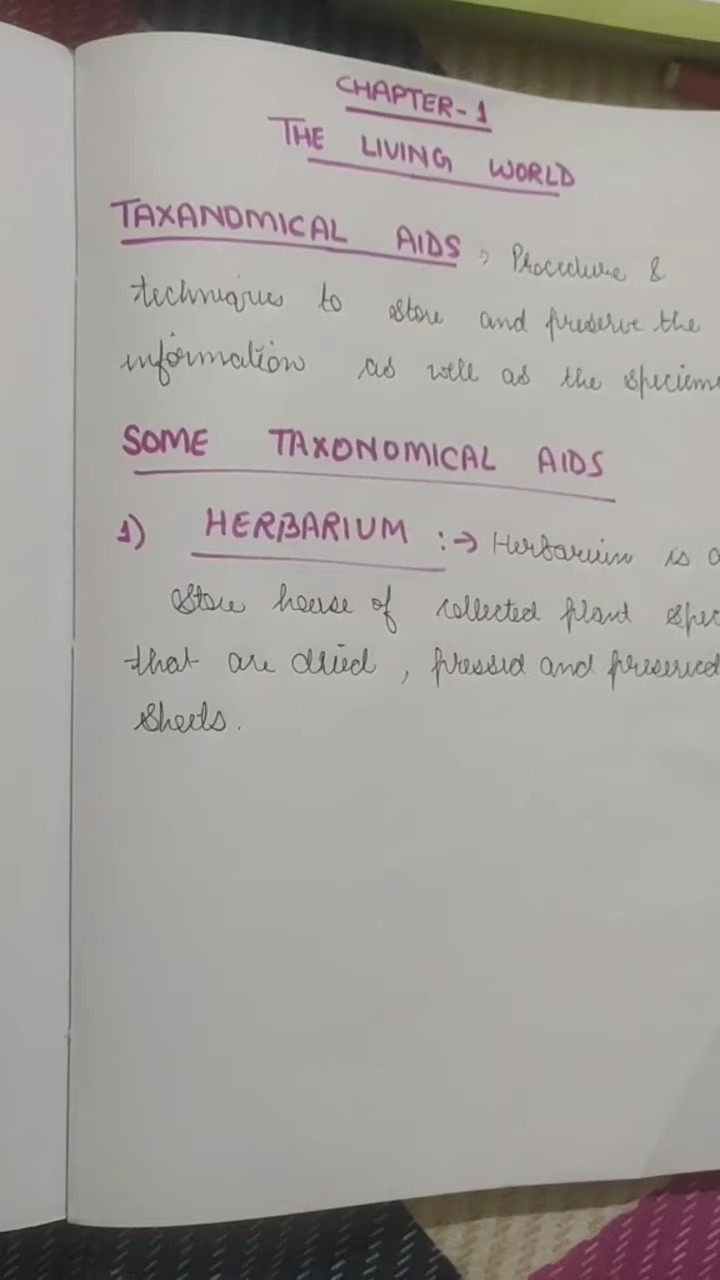 CHAPTER-1
THE LIVING WORLD
TAXANOMICAL AIDS, Procedure &
techniques to store and preserve the
information as well as the specieme
SOME TAXONOMICAL AIDS
1) HERBARIUM :→ Herbarium is a
store house of collected plant spec
that are dried, pressed and preserved
sheets.